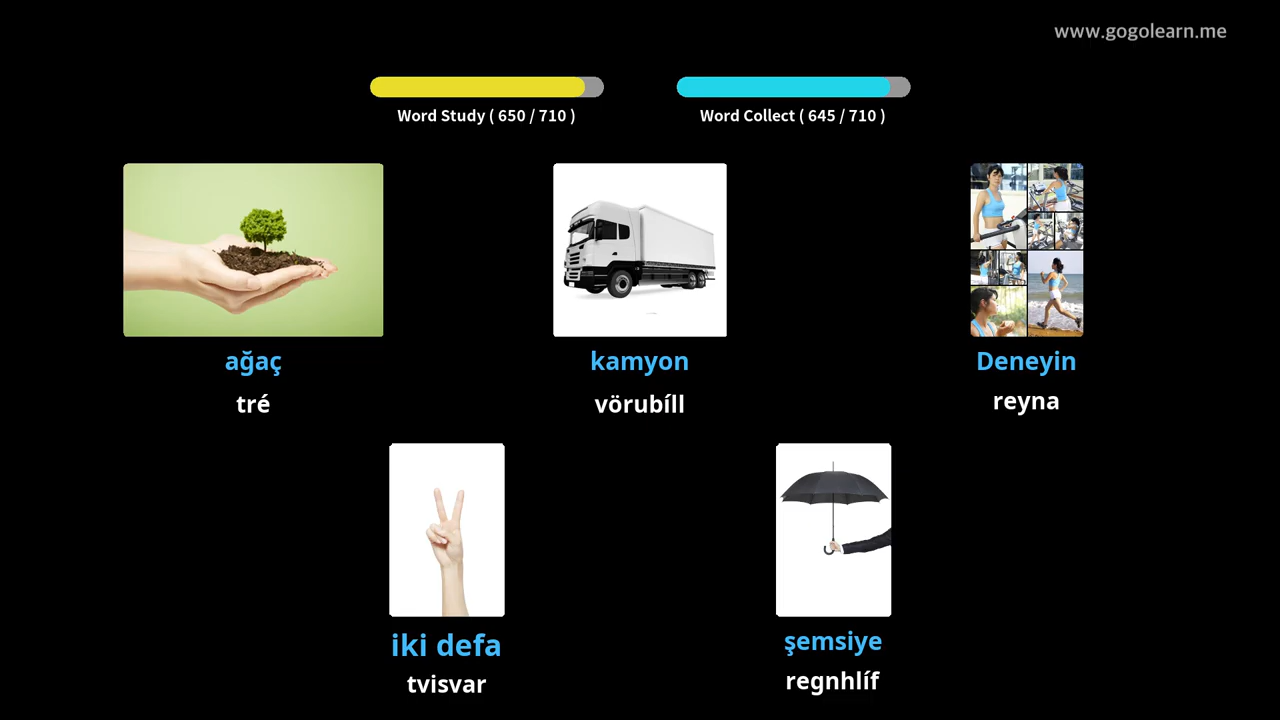 www.gogolearn.me
Word Study ( 650 / 710 )
Word Collect ( 645 / 710 )
ağaç
tré
kamyon
vörubíll
Deneyin
reyna
iki defa
tvisvar
şemsiye
regnhlíf